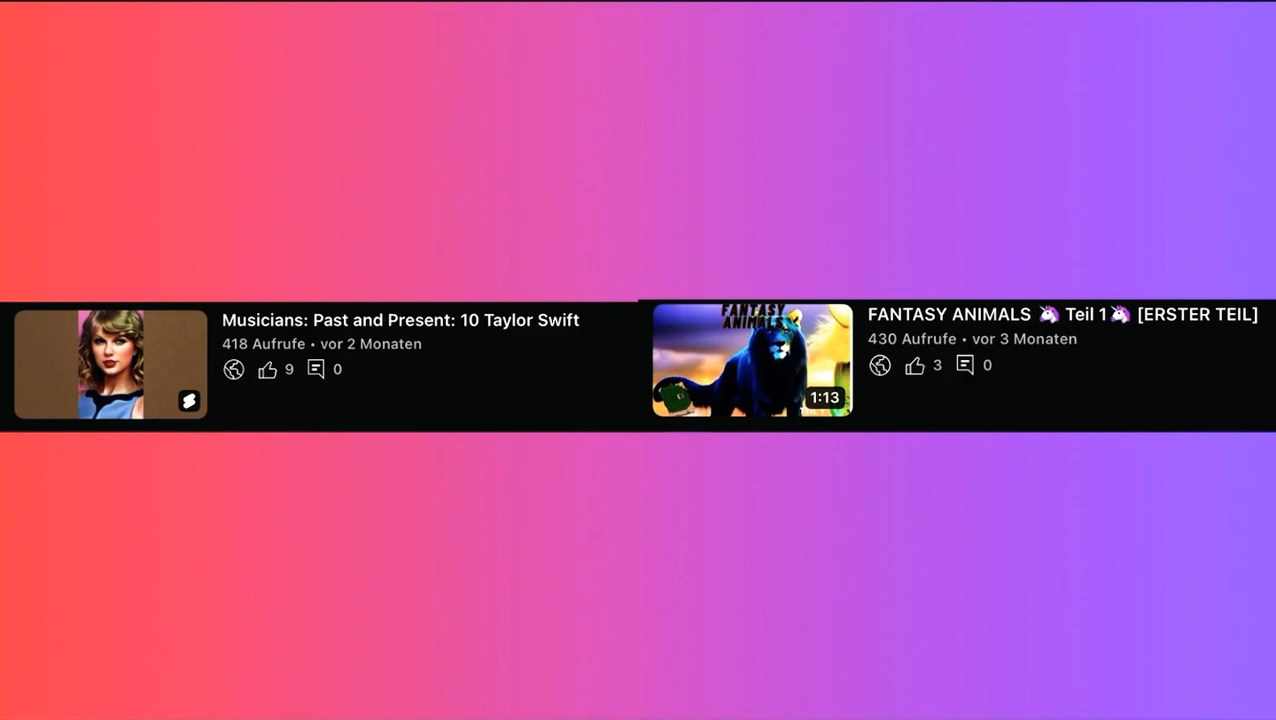 Musicians: Past and Present: 10 Taylor Swift
418 Aufrufe • vor 2 Monaten
9 0
FANTASY ANIMALS
1:13
FANTASY ANIMALS 🦄 Teil 1🦄 [ERSTER TEIL]
430 Aufrufe • vor 3 Monaten
3 0